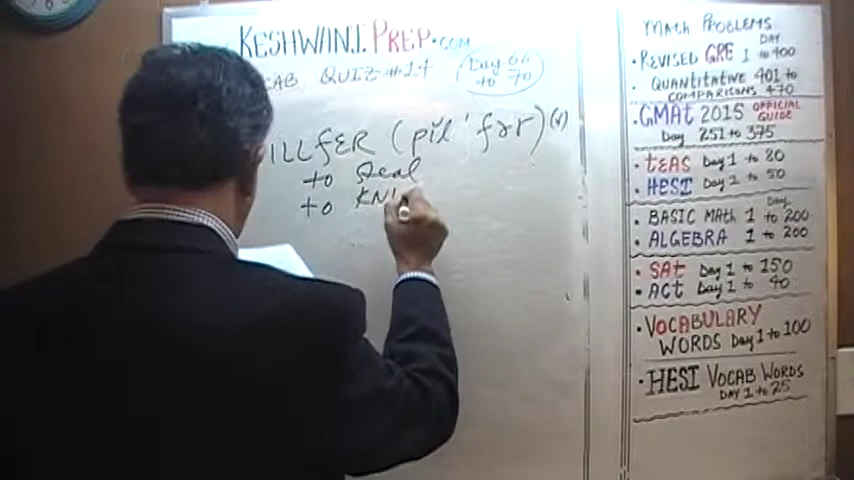 KESHWANI PREP.COM
CAB QUIZ #14
Day 66
to 70
ILLFER (pil' fər) (v)
to Steal
to KNI
MATH PROBLEMS
DAY
• REVISED GRE 1 to 400
• QUANTITATIVE 401 to
COMPARISONS 470
• GMAT 2015 OFFICIAL
GUIDE
Day 251 to 375
• TEAS Day 1 to 20
• HESI Day 1 to 50
Day
• BASIC MATH 1 to 200
• ALGEBRA 1 to 200
• SAT Day 1 to 150
• ACT Day 1 to 40
• VOCABULARY
WORDS Day 1 to 100
• HESI VOCAB WORDS
DAY 1 to 25